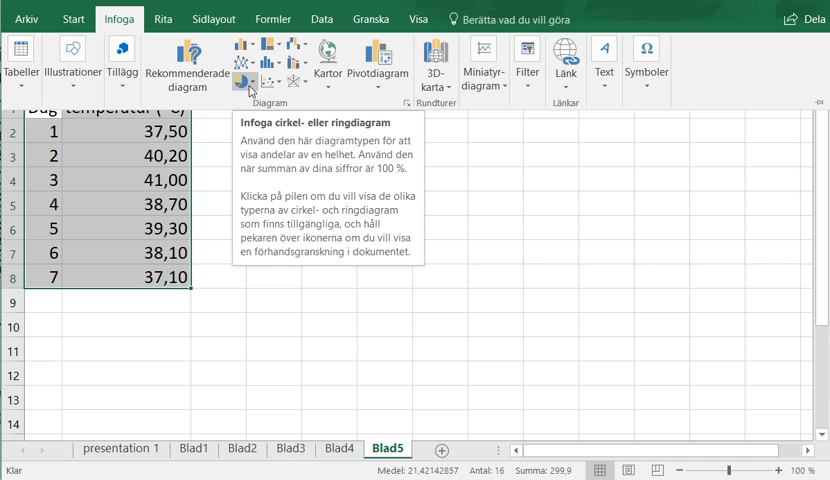 Arkiv Start Infoga Rita Sidlayout Formler Data Granska Visa Berätta vad du vill göra Dela
Tabeller Illustrationer Tillägg Rekommenderade diagram Kartor Pivotdiagram 3D-karta Miniatyrdiagram Filter Länk Text Symboler
Diagram Rundturer Länkar
Infoga cirkel- eller ringdiagram
Använd den här diagramtypen för att
visa andelar av en helhet. Använd den
när summan av dina siffror är 100 %.
Klicka på pilen om du vill visa de olika
typerna av cirkel- och ringdiagram
som finns tillgängliga, och håll
pekaren över ikonerna om du vill visa
en förhandsgranskning i dokumentet.
1 Dag temperatur (°C)
2 1 37,50
3 2 40,20
4 3 41,00
5 4 38,70
6 5 39,30
7 6 38,10
8 7 37,10
9
10
11
12
13
14
presentation 1 Blad1 Blad2 Blad3 Blad4 Blad5
Klar Medel: 21,42142857 Antal: 16 Summa: 299,9 100 %